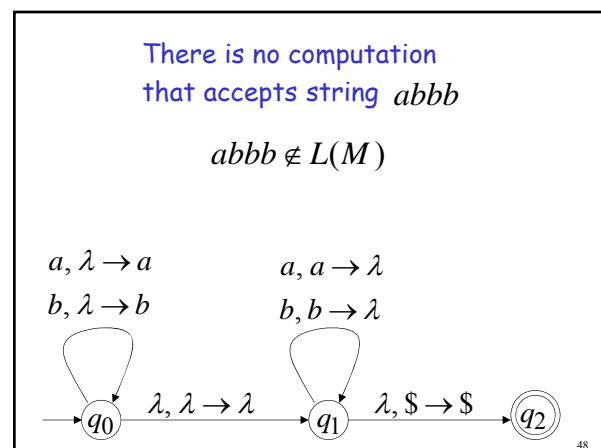 There is no computation
that accepts string abbb
abbb ∉ L(M)
a, λ → a
b, λ → b
a, a → λ
b, b → λ
q₀ λ, λ → λ q₁ λ, $ → $ q₂
48